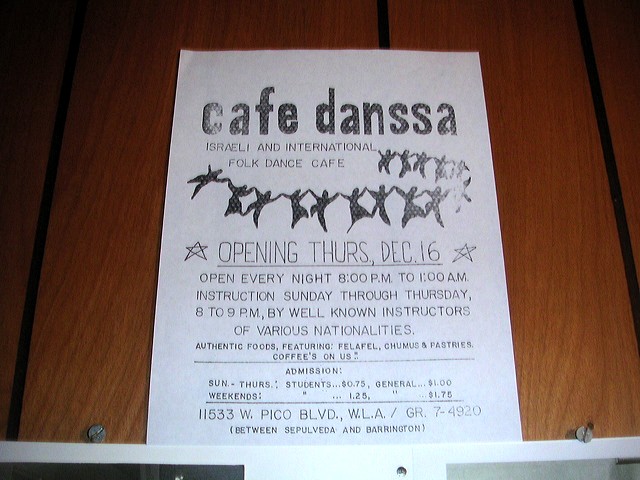 cafe danssa
ISRAELI AND INTERNATIONAL
FOLK DANCE CAFE
OPENING THURS., DEC. 16
OPEN EVERY NIGHT 8:00 P.M. TO 1:00 A.M.
INSTRUCTION SUNDAY THROUGH THURSDAY,
8 TO 9 P.M., BY WELL KNOWN INSTRUCTORS
OF VARIOUS NATIONALITIES.
AUTHENTIC FOODS, FEATURING: FELAFEL, CHUMUS & PASTRIES.
COFFEE'S ON US"
ADMISSION:
SUN. - THURS.: STUDENTS...$0.75, GENERAL...$1.00
WEEKENDS: " ... 1.25, " ...$1.75
11533 W. PICO BLVD., W.L.A. / GR. 7-4920
(BETWEEN SEPULVEDA AND BARRINGTON)